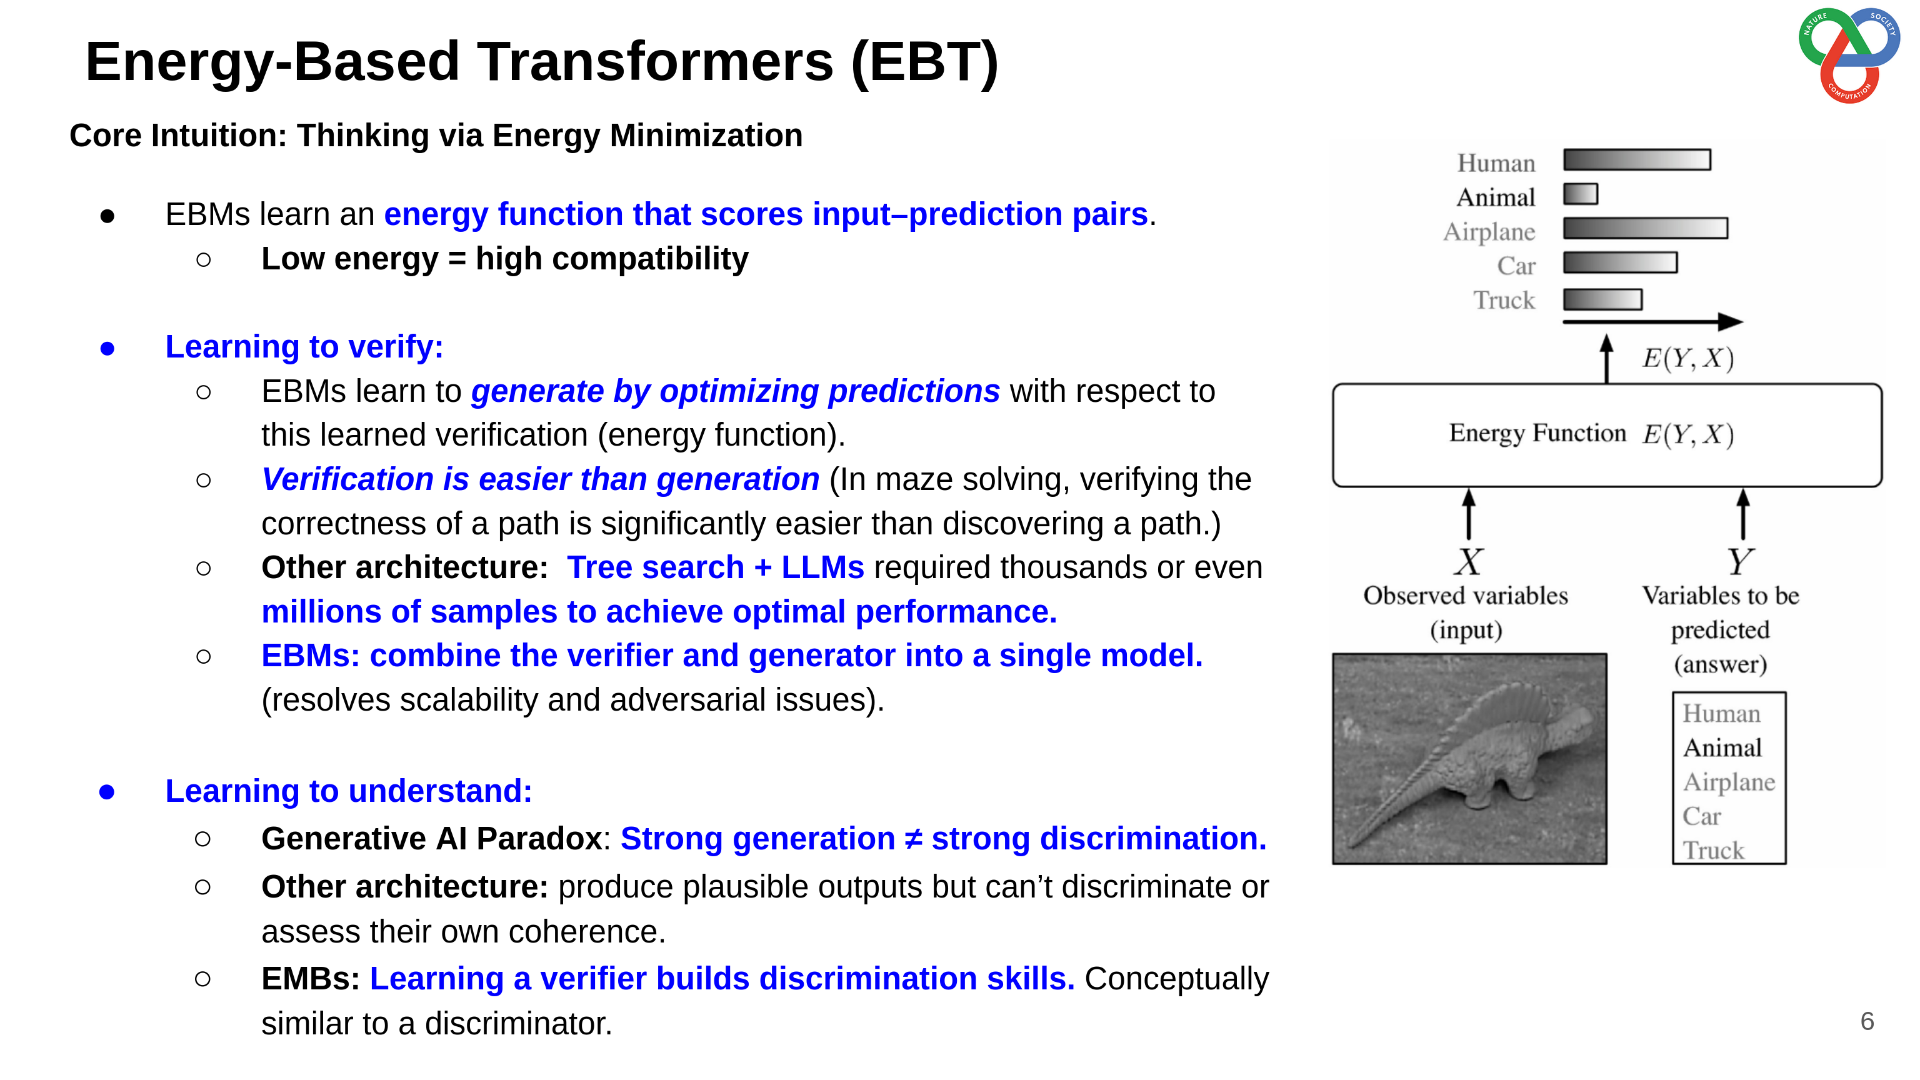 Energy-Based Transformers (EBT)
NATURE
SOCIETY
COMPUTATION
Core Intuition: Thinking via Energy Minimization
● EBMs learn an energy function that scores input–prediction pairs.
○ Low energy = high compatibility
● Learning to verify:
○ EBMs learn to generate by optimizing predictions with respect to
this learned verification (energy function).
○ Verification is easier than generation (In maze solving, verifying the
correctness of a path is significantly easier than discovering a path.)
○ Other architecture: Tree search + LLMs required thousands or even
millions of samples to achieve optimal performance.
○ EBMs: combine the verifier and generator into a single model.
(resolves scalability and adversarial issues).
● Learning to understand:
○ Generative AI Paradox: Strong generation ≠ strong discrimination.
○ Other architecture: produce plausible outputs but can’t discriminate or
assess their own coherence.
○ EMBs: Learning a verifier builds discrimination skills. Conceptually
similar to a discriminator.
Human
Animal
Airplane
Car
Truck
E(Y, X)
Energy Function E(Y, X)
X
Observed variables
(input)
Y
Variables to be
predicted
(answer)
Human
Animal
Airplane
Car
Truck
6